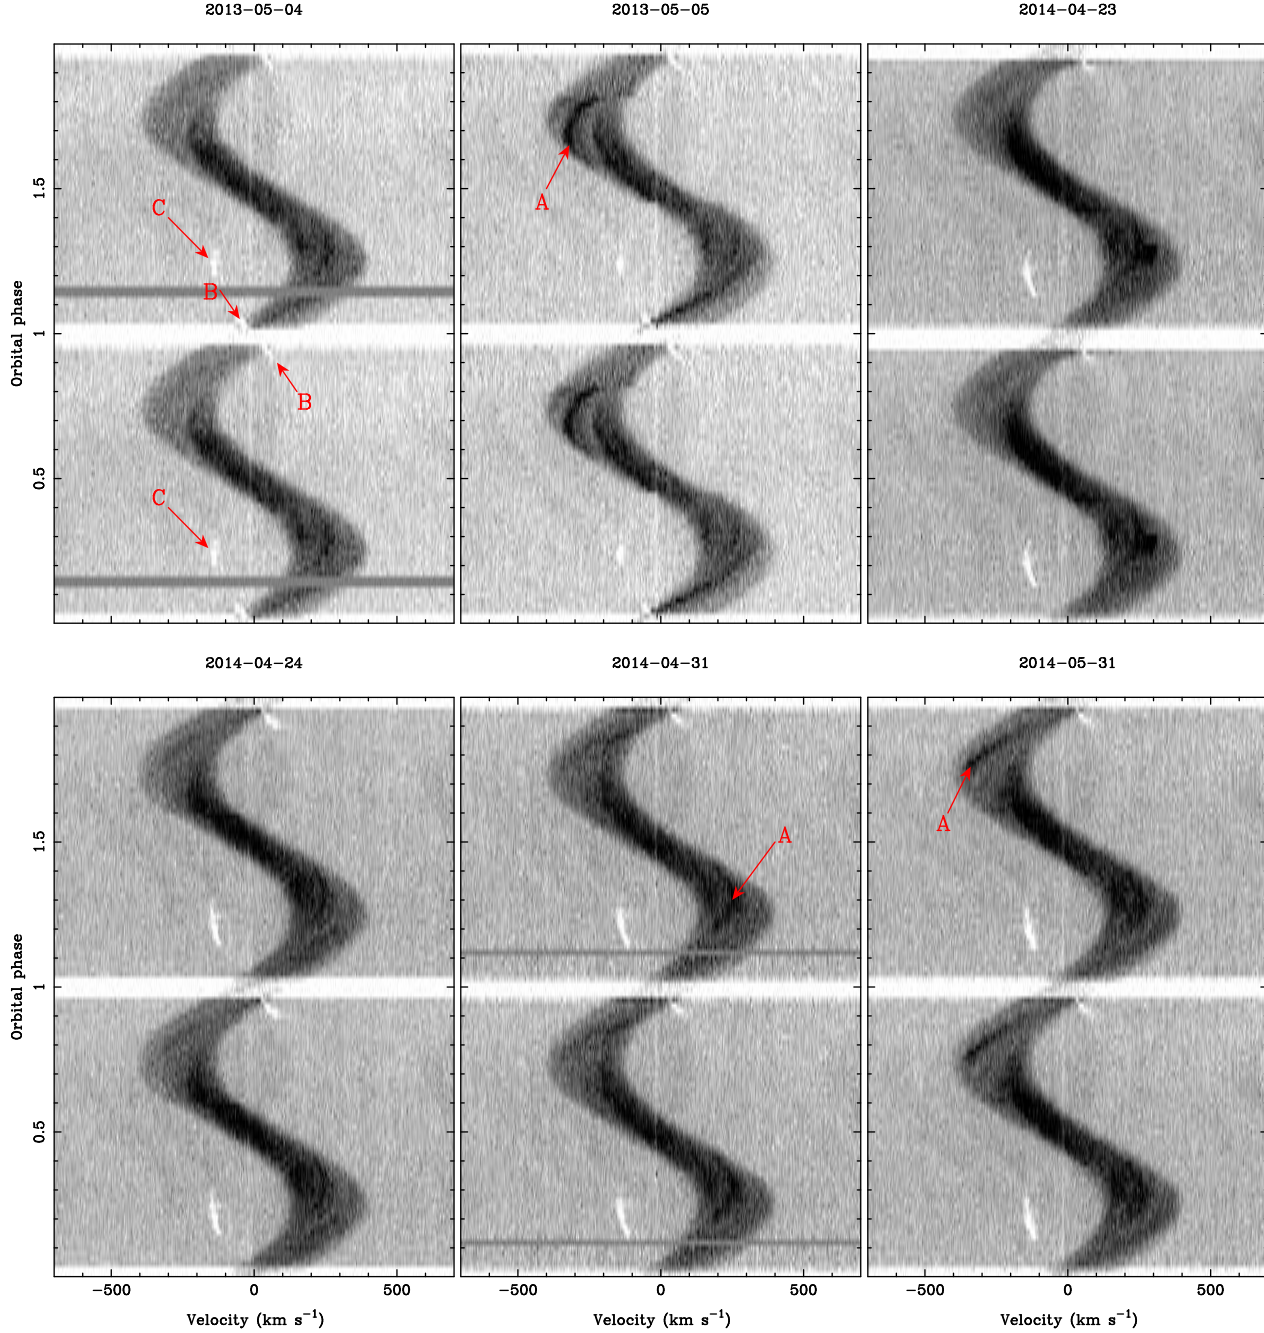 2013-05-04 2013-05-05 2014-04-23
C
A
1.5
B
Orbital phase
1
B
C
0.5
2014-04-24 2014-04-31 2014-05-31
A
A
1.5
Orbital phase
1
0.5
−500 0 500 −500 0 500 −500 0 500
Velocity (km s⁻¹) Velocity (km s⁻¹) Velocity (km s⁻¹)